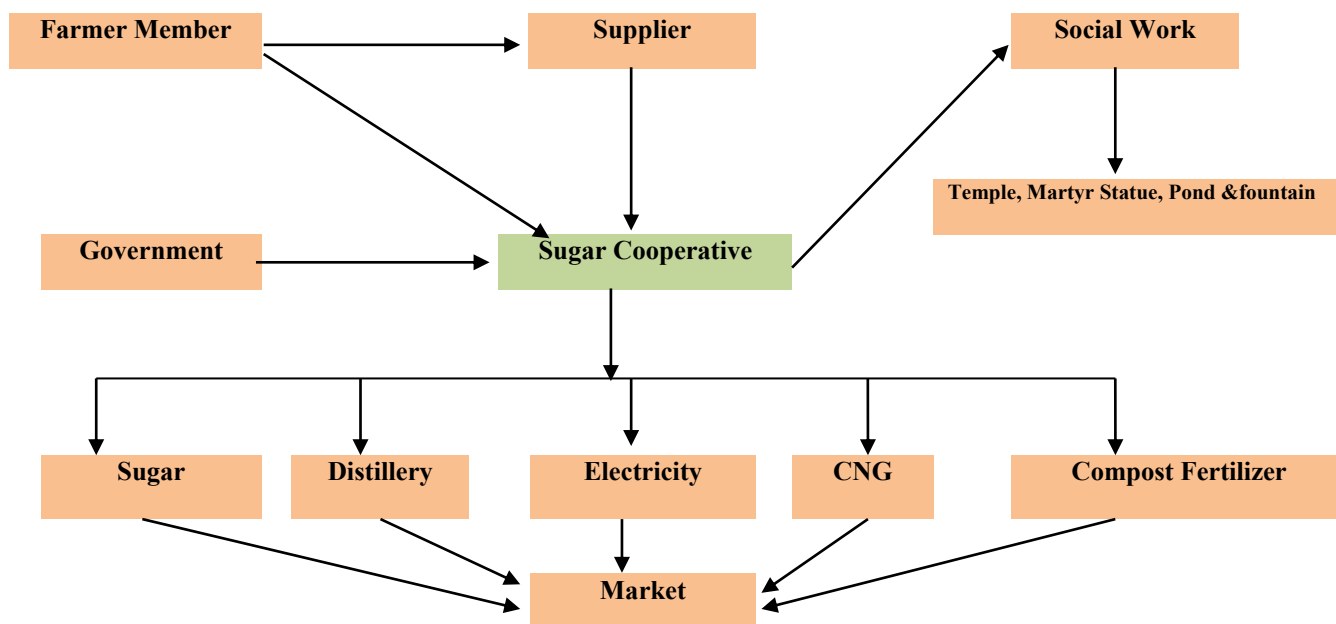 Farmer Member
Supplier
Social Work
Temple, Martyr Statue, Pond &fountain
Government
Sugar Cooperative
Sugar
Distillery
Electricity
CNG
Compost Fertilizer
Market